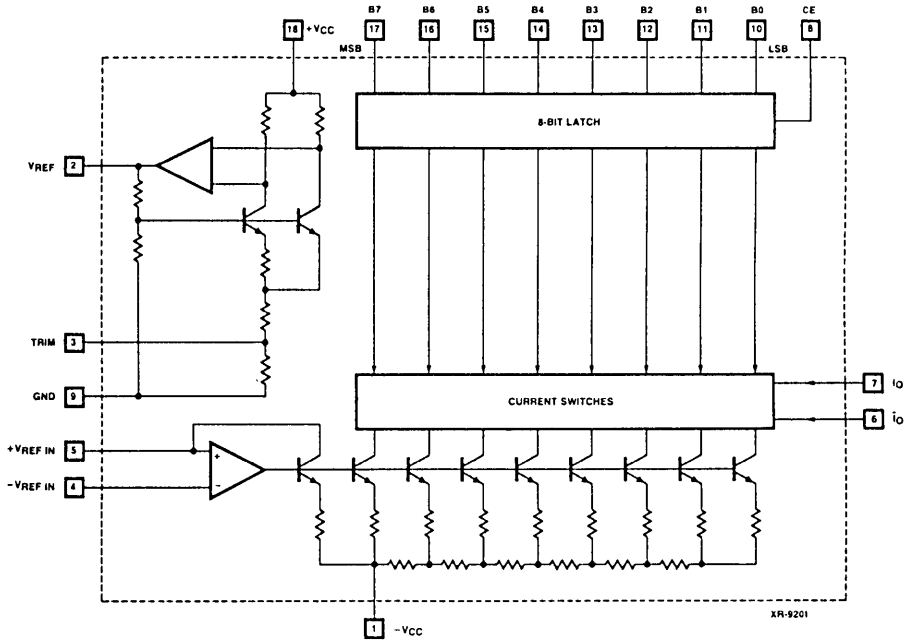 B7 B6 B5 B4 B3 B2 B1 B0 CE
18 +VCC 17 16 15 14 13 12 11 10 8
MSB LSB
8-BIT LATCH
VREF 2
TRIM 3
GND 9
CURRENT SWITCHES
7 IO
6 ĪO
+VREF IN 5
+
-VREF IN 4
-
XR-9201
1 -VCC